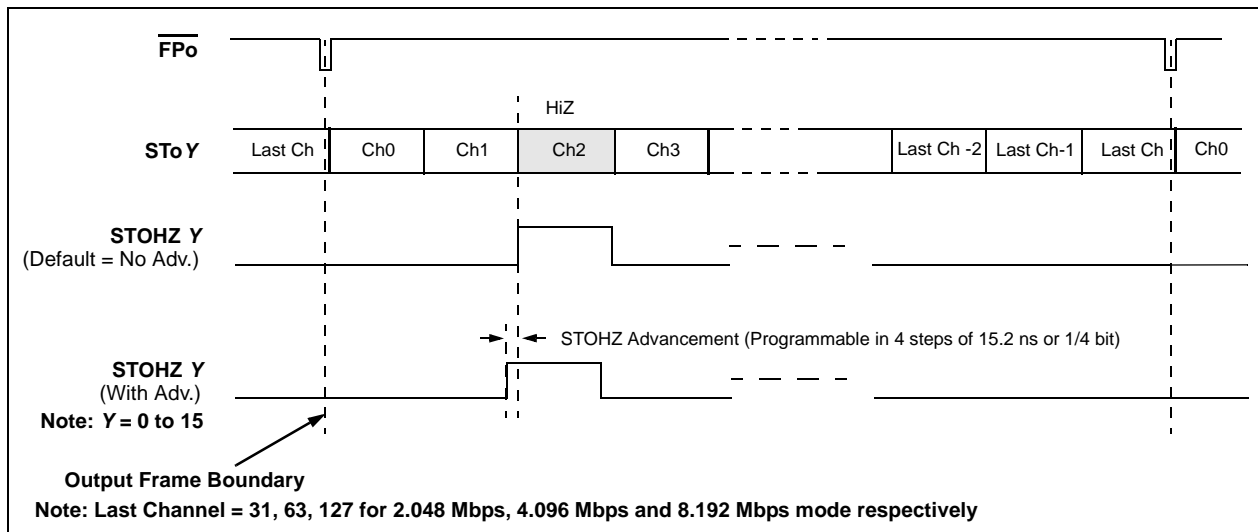 FPo
HiZ
SToY Last Ch Ch0 Ch1 Ch2 Ch3 Last Ch -2 Last Ch-1 Last Ch Ch0
STOHZ Y
(Default = No Adv.)
STOHZ Advancement (Programmable in 4 steps of 15.2 ns or 1/4 bit)
STOHZ Y
(With Adv.)
Note: Y = 0 to 15
Output Frame Boundary
Note: Last Channel = 31, 63, 127 for 2.048 Mbps, 4.096 Mbps and 8.192 Mbps mode respectively